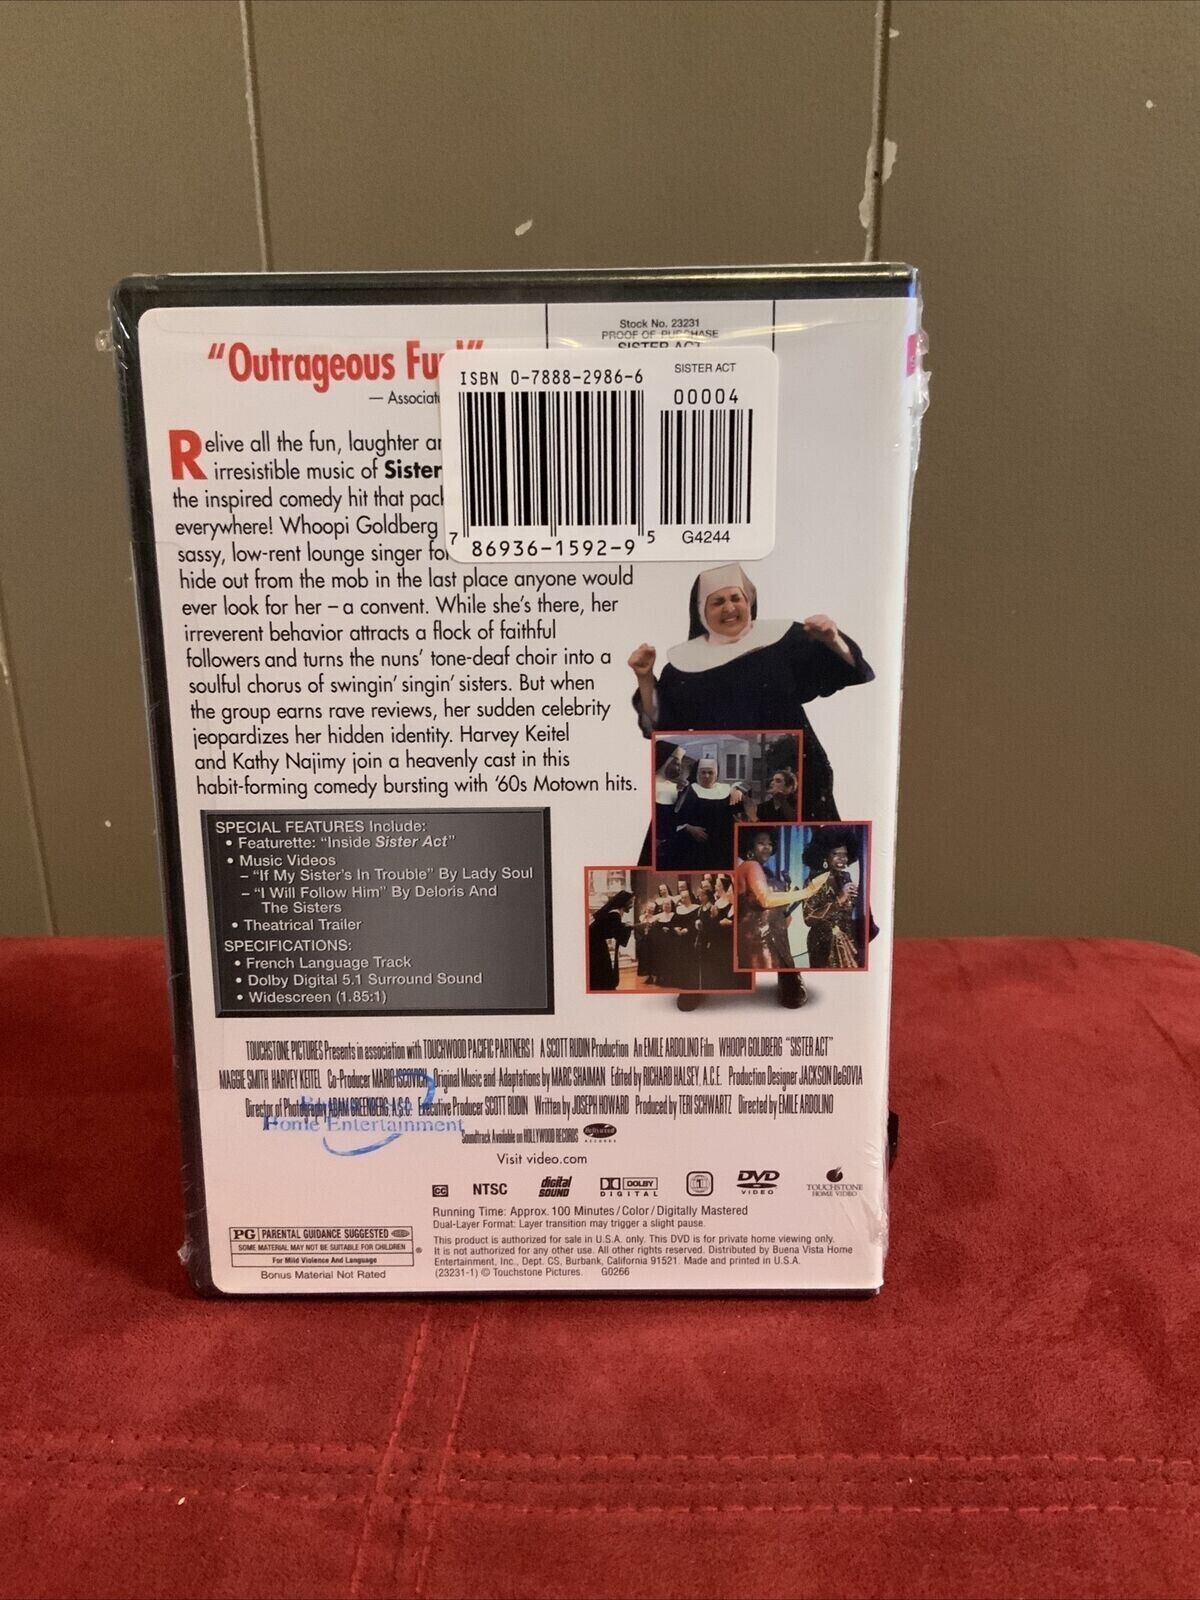 Stock No. 23231
PROOF OF PURCHASE
SISTER ACT
"Outrageous
— Associate
ISBN 0-7888-2986-6
SISTER ACT
00004
7 86936-1592-9 5
G4244
Relive all the fun, laughter
irresistible music of Sister
the inspired comedy hit that
everywhere! Whoopi Goldberg
sassy, low-rent lounge singer
hide out from the mob in the last place anyone would
ever look for her – a convent. While she's there, her
irreverent behavior attracts a flock of faithful
followers and turns the nuns' tone-deaf choir into a
soulful chorus of swingin' singin' sisters. But when
the group earns rave reviews, her sudden celebrity
jeopardizes her hidden identity. Harvey Keitel
and Kathy Najimy join a heavenly cast in this
habit-forming comedy bursting with '60s Motown hits.
SPECIAL FEATURES Include:
• Featurette: "Inside Sister Act"
• Music Videos
– "If My Sister's In Trouble" By Lady Soul
– "I Will Follow Him" By Deloris And
The Sisters
• Theatrical Trailer
SPECIFICATIONS:
• French Language Track
• Dolby Digital 5.1 Surround Sound
• Widescreen (1.85:1)
TOUCHSTONE PICTURES Presents in association with TOUCHWOOD PACIFIC PARTNERS I A SCOTT RUDIN Production An EMILE ARDOLINO Film WHOOPI GOLDBERG "SISTER ACT"
MAGGIE SMITH HARVEY KEITEL Co-Producer MARIO ISCOVICH Original Music and Adaptations by MARC SHAIMAN Edited by RICHARD HALSEY, A.C.E. Production Designer JACKSON DeGOVIA
Director of Photography ADAM GREENBERG, A.S.C. Executive Producer SCOTT RUDIN Written by JOSEPH HOWARD Produced by TERI SCHWARTZ Directed by EMILE ARDOLINO
Home Entertainment
Soundtrack Available on HOLLYWOOD RECORDS Hollywood RECORDS
Visit video.com
CC NTSC digital SOUND DOLBY DIGITAL DVD VIDEO TOUCHSTONE HOME VIDEO
Running Time: Approx. 100 Minutes / Color / Digitally Mastered
Dual-Layer Format: Layer transition may trigger a slight pause.
This product is authorized for sale in U.S.A. only. This DVD is for private home viewing only.
It is not authorized for any other use. All other rights reserved. Distributed by Buena Vista Home
Entertainment, Inc., Dept. CS, Burbank, California 91521. Made and printed in U.S.A.
(23231-1) © Touchstone Pictures. G0266
PG PARENTAL GUIDANCE SUGGESTED
SOME MATERIAL MAY NOT BE SUITABLE FOR CHILDREN ®
For Mild Violence And Language
Bonus Material Not Rated